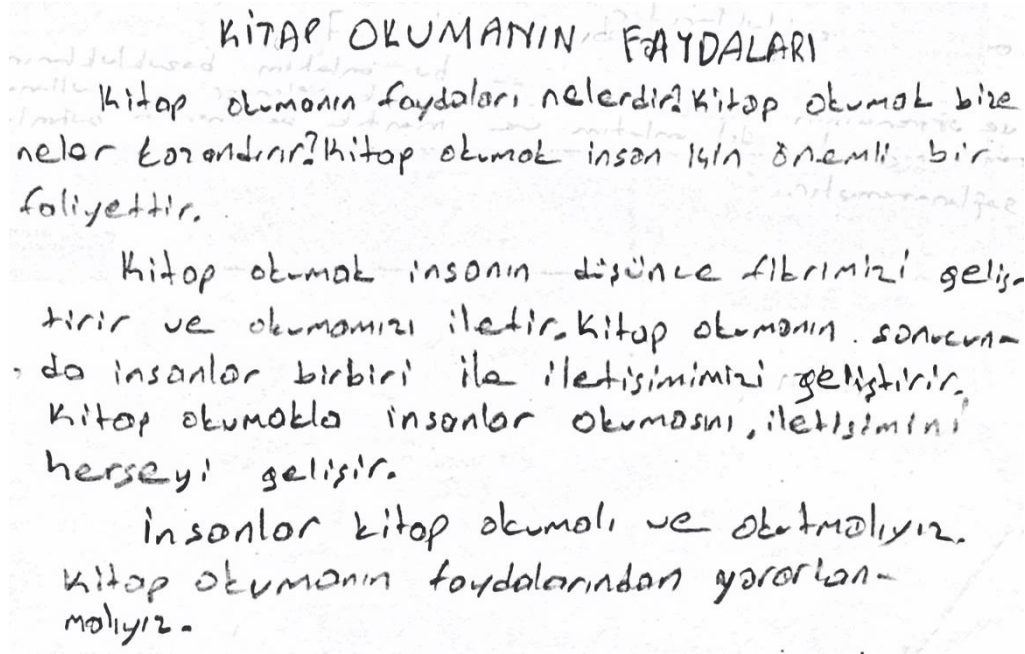 KİTAP OKUMANIN FAYDALARI
Kitap okumanın faydaları nelerdir? Kitap okumak bize
neler kazandırır? Kitap okumak insan için önemli bir
faliyettir.
Kitap okumak insanın düşünce fikrimizi geliş-
tirir ve okumamızı iletir. Kitap okumanın sonucun-
da insanlar birbiri ile iletişimimizi geliştirir.
Kitap okumakla insanlar okumasını, iletişimini
herşeyi gelişir.
İnsanlar kitap okumalı ve okutmalıyız.
Kitap okumanın faydalarından yararlan-
malıyız.